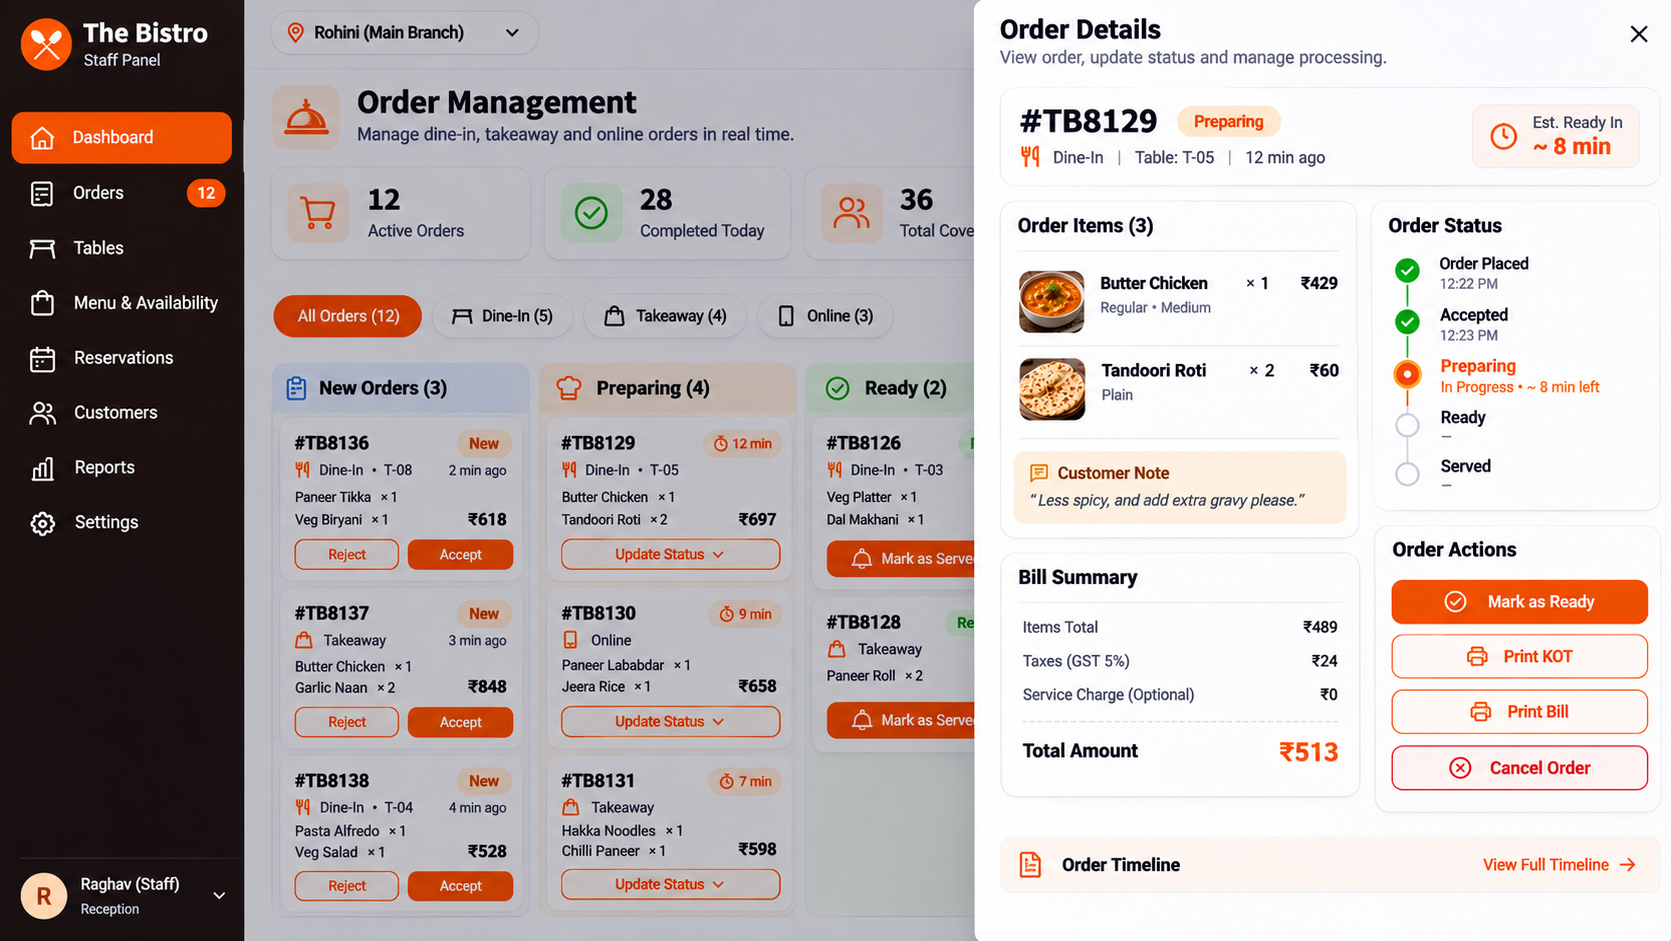 The Bistro
Staff Panel
Dashboard
Orders 12
Tables
Menu & Availability
Reservations
Customers
Reports
Settings
R
Raghav (Staff)
Reception
Rohini (Main Branch)
Order Management
Manage dine-in, takeaway and online orders in real time.
12
Active Orders
28
Completed Today
36
Total Cove
All Orders (12)
Dine-In (5)
Takeaway (4)
Online (3)
New Orders (3)
#TB8136 New
Dine-In • T-08 2 min ago
Paneer Tikka × 1
Veg Biryani × 1 ₹618
Reject Accept
#TB8137 New
Takeaway 3 min ago
Butter Chicken × 1
Garlic Naan × 2 ₹848
Reject Accept
#TB8138 New
Dine-In • T-04 4 min ago
Pasta Alfredo × 1
Veg Salad × 1 ₹528
Reject Accept
Preparing (4)
#TB8129 12 min
Dine-In • T-05
Butter Chicken × 1
Tandoori Roti × 2 ₹697
Update Status
#TB8130 9 min
Online
Paneer Lababdar × 1
Jeera Rice × 1 ₹658
Update Status
#TB8131 7 min
Takeaway
Hakka Noodles × 1
Chilli Paneer × 1 ₹598
Update Status
Ready (2)
#TB8126
Dine-In • T-03
Veg Platter × 1
Dal Makhani × 1
Mark as Serve
#TB8128 Re
Takeaway
Paneer Roll × 2
Mark as Serve
Order Details
View order, update status and manage processing.
#TB8129 Preparing
Dine-In | Table: T-05 | 12 min ago
Est. Ready In
~ 8 min
Order Items (3)
Butter Chicken × 1 ₹429
Regular • Medium
Tandoori Roti × 2 ₹60
Plain
Customer Note
“Less spicy, and add extra gravy please.”
Bill Summary
Items Total ₹489
Taxes (GST 5%) ₹24
Service Charge (Optional) ₹0
Total Amount ₹513
Order Status
Order Placed
12:22 PM
Accepted
12:23 PM
Preparing
In Progress • ~ 8 min left
Ready
–
Served
–
Order Actions
Mark as Ready
Print KOT
Print Bill
Cancel Order
Order Timeline
View Full Timeline →